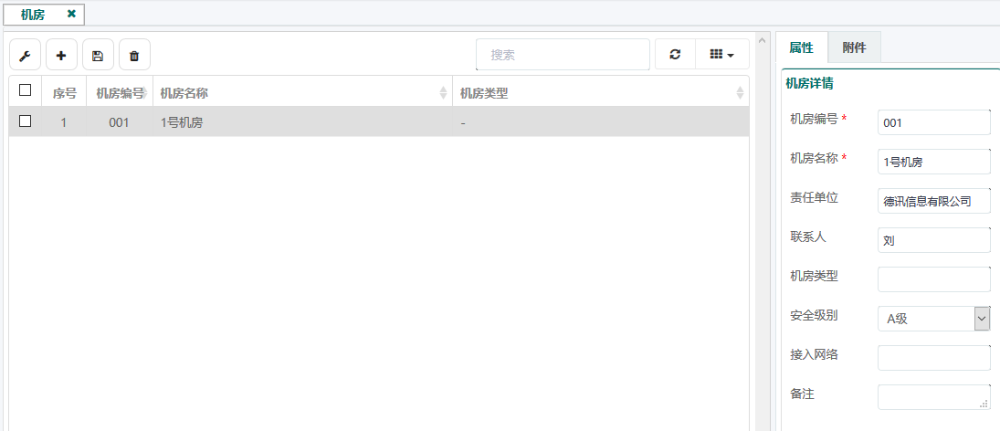 机房
搜索
序号 机房编号 机房名称 机房类型
1 001 1号机房 -
属性 附件
机房详情
机房编号 * 001
机房名称 * 1号机房
责任单位 德讯信息有限公司
联系人 刘
机房类型
安全级别 A级
接入网络
备注